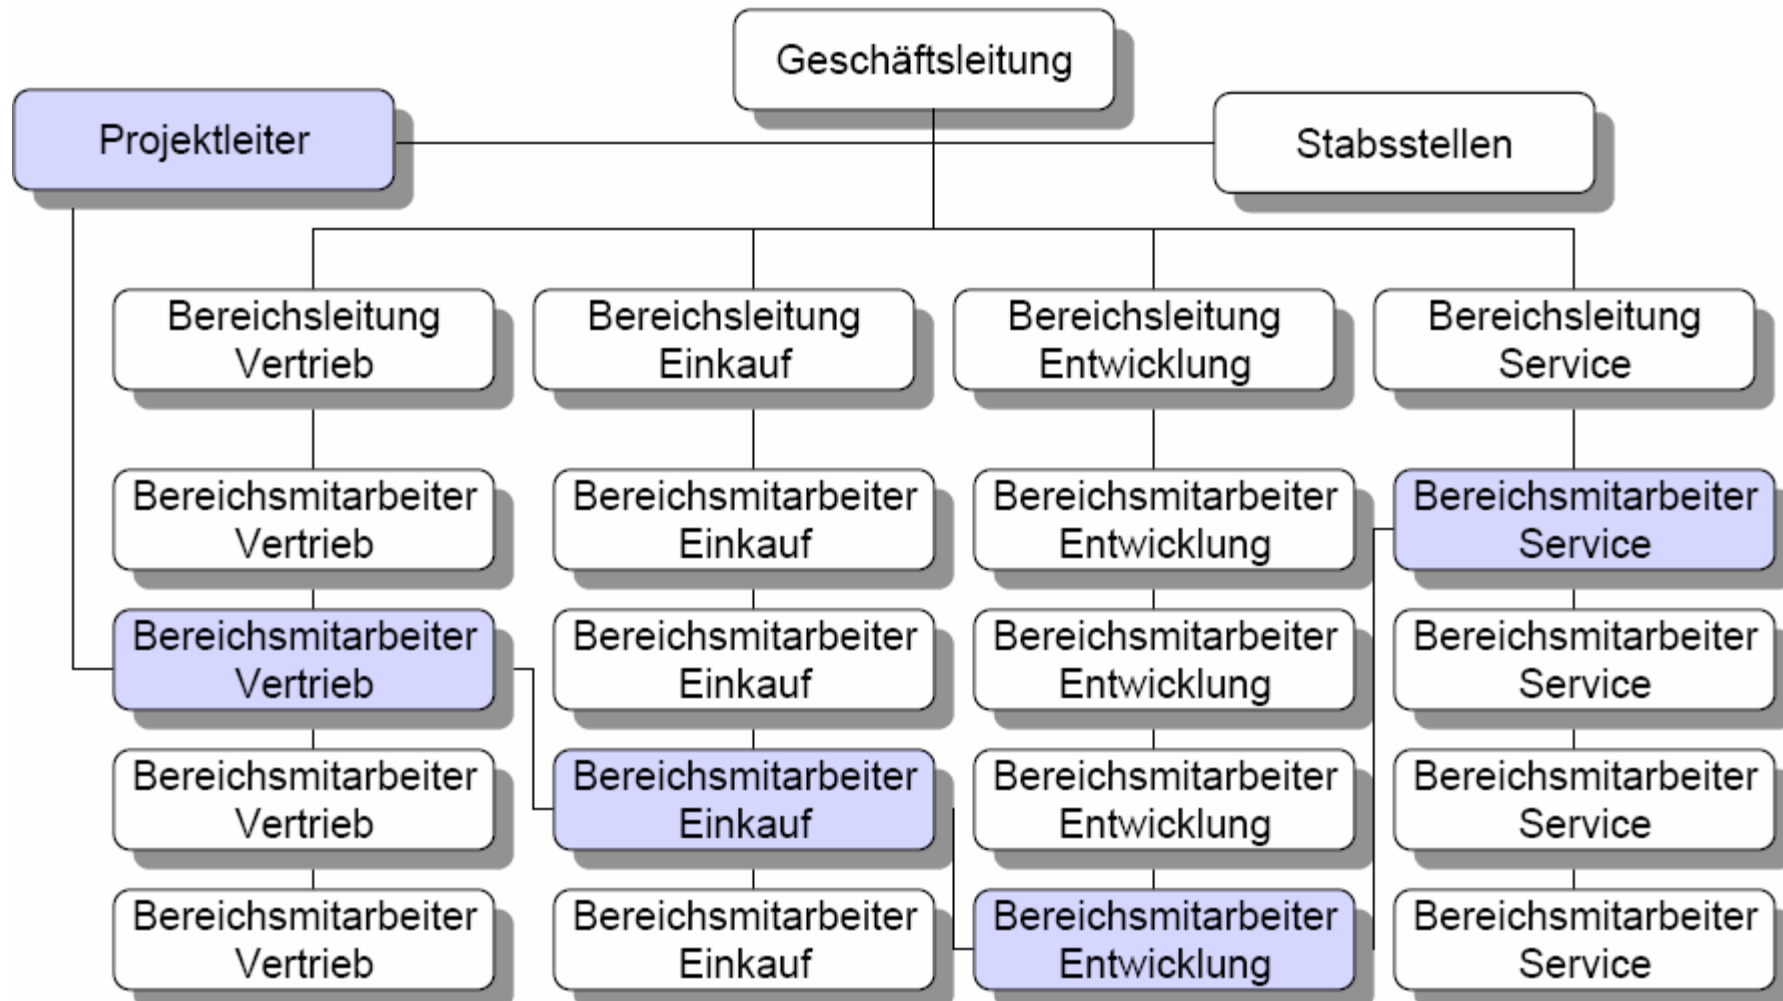 Geschäftsleitung
Projektleiter
Stabsstellen
Bereichsleitung
Vertrieb
Bereichsleitung
Einkauf
Bereichsleitung
Entwicklung
Bereichsleitung
Service
Bereichsmitarbeiter
Vertrieb
Bereichsmitarbeiter
Einkauf
Bereichsmitarbeiter
Entwicklung
Bereichsmitarbeiter
Service
Bereichsmitarbeiter
Vertrieb
Bereichsmitarbeiter
Einkauf
Bereichsmitarbeiter
Entwicklung
Bereichsmitarbeiter
Service
Bereichsmitarbeiter
Vertrieb
Bereichsmitarbeiter
Einkauf
Bereichsmitarbeiter
Entwicklung
Bereichsmitarbeiter
Service
Bereichsmitarbeiter
Vertrieb
Bereichsmitarbeiter
Einkauf
Bereichsmitarbeiter
Entwicklung
Bereichsmitarbeiter
Service